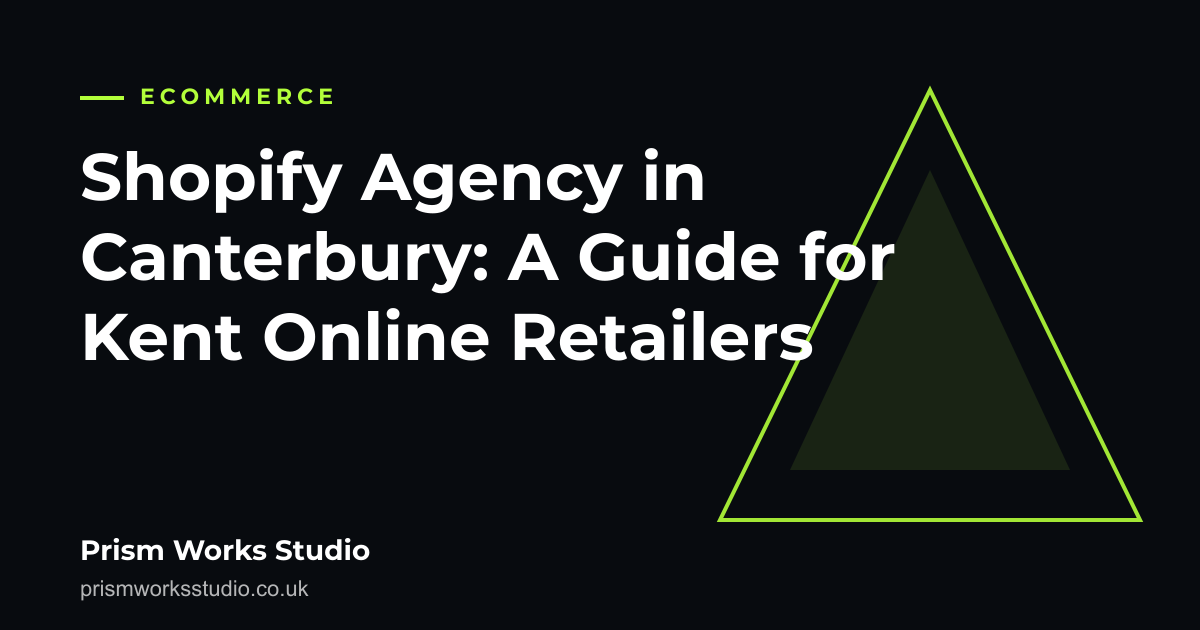 ECOMMERCE
Shopify Agency in
Canterbury: A Guide for
Kent Online Retailers
Prism Works Studio
prismworksstudio.co.uk